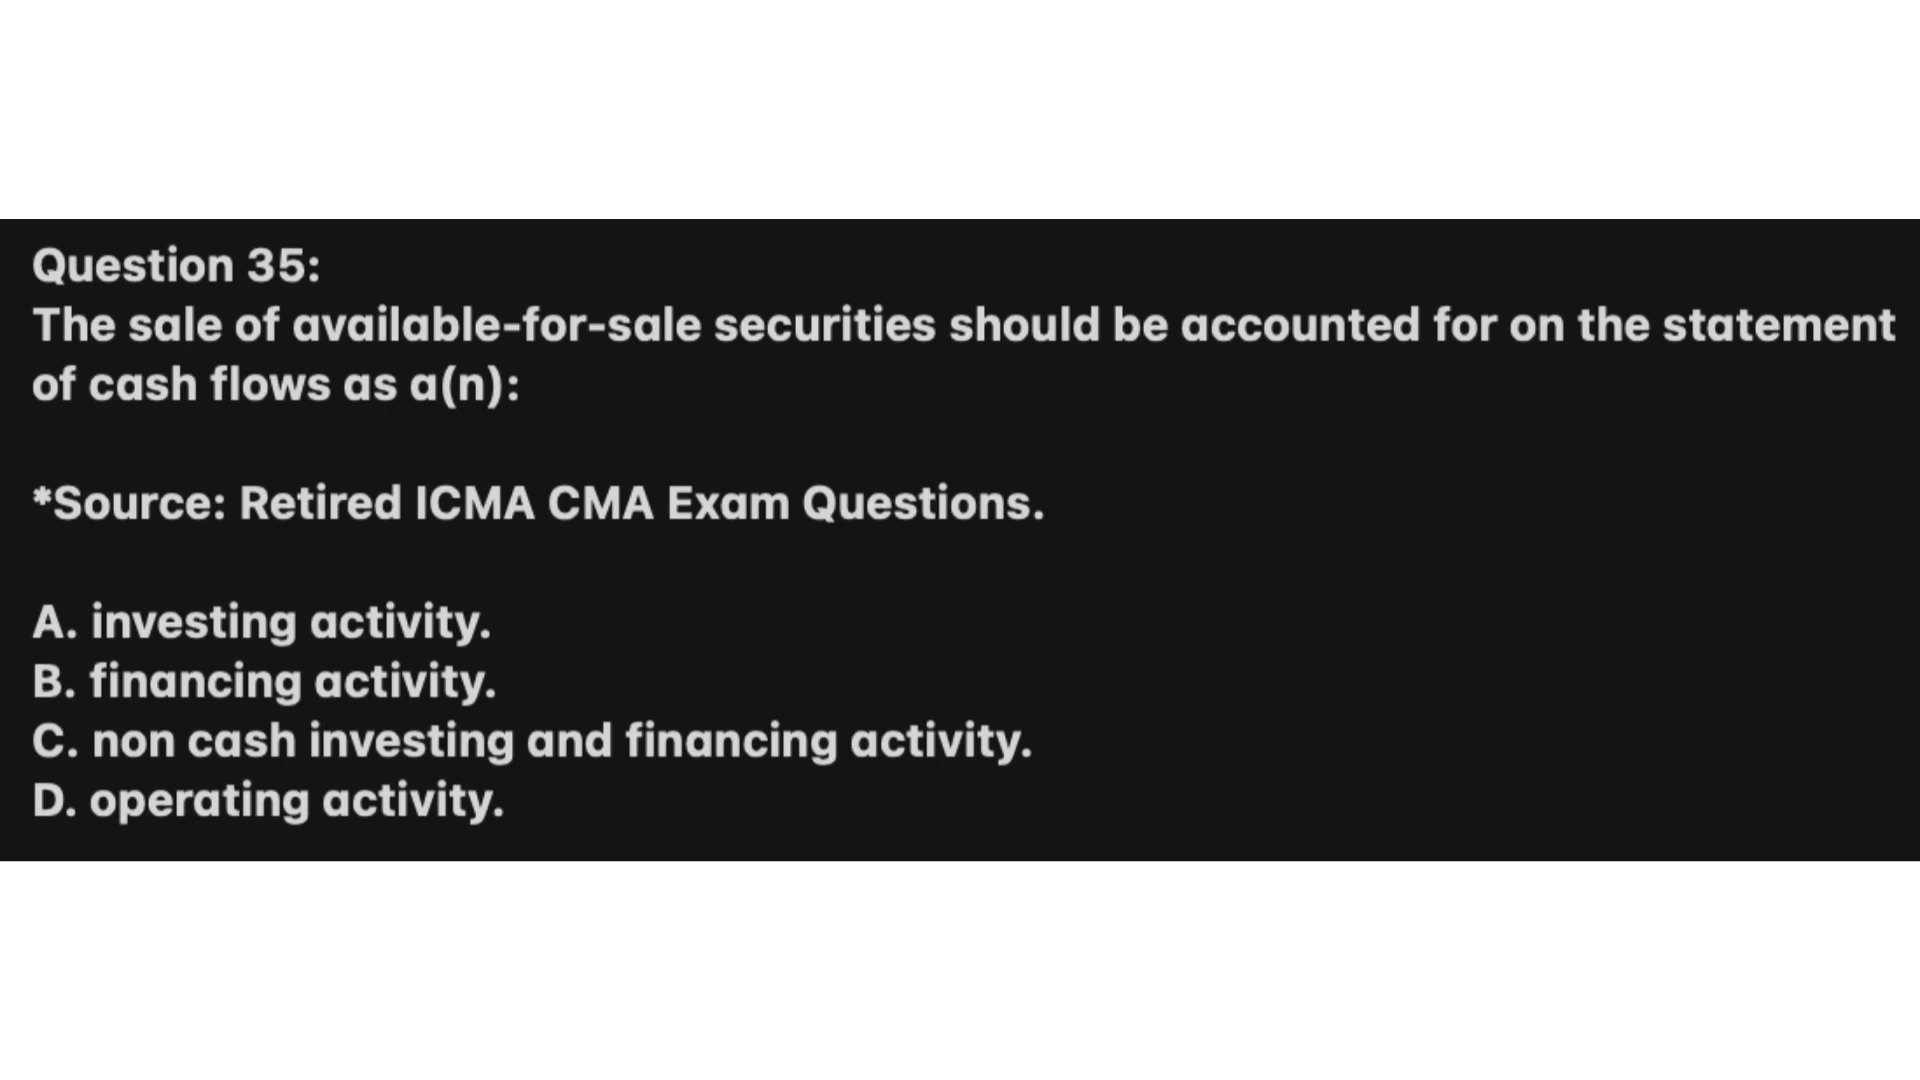 Question 35:
The sale of available-for-sale securities should be accounted for on the statement
of cash flows as a(n):
*Source: Retired ICMA CMA Exam Questions.
A. investing activity.
B. financing activity.
C. non cash investing and financing activity.
D. operating activity.